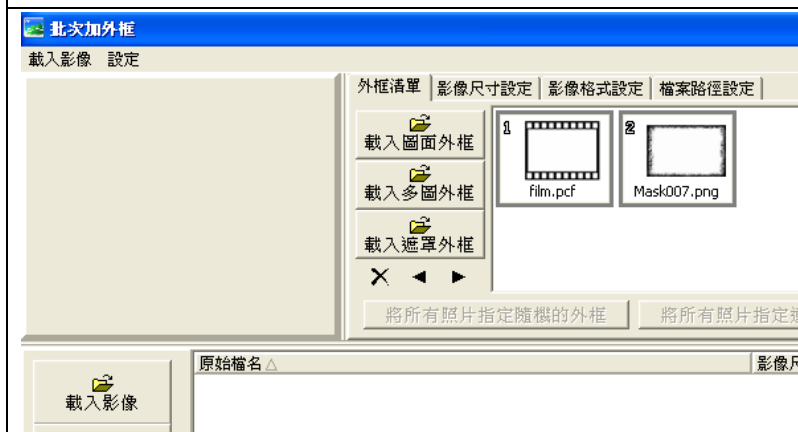 批次加外框
載入影像 設定
外框清單 影像尺寸設定 影像格式設定 檔案路徑設定
載入圖面外框
載入多圖外框
載入遮罩外框
1 2
film.pcf Mask007.png
將所有照片指定隨機的外框 將所有照片指定
載入影像
原始檔名 影像